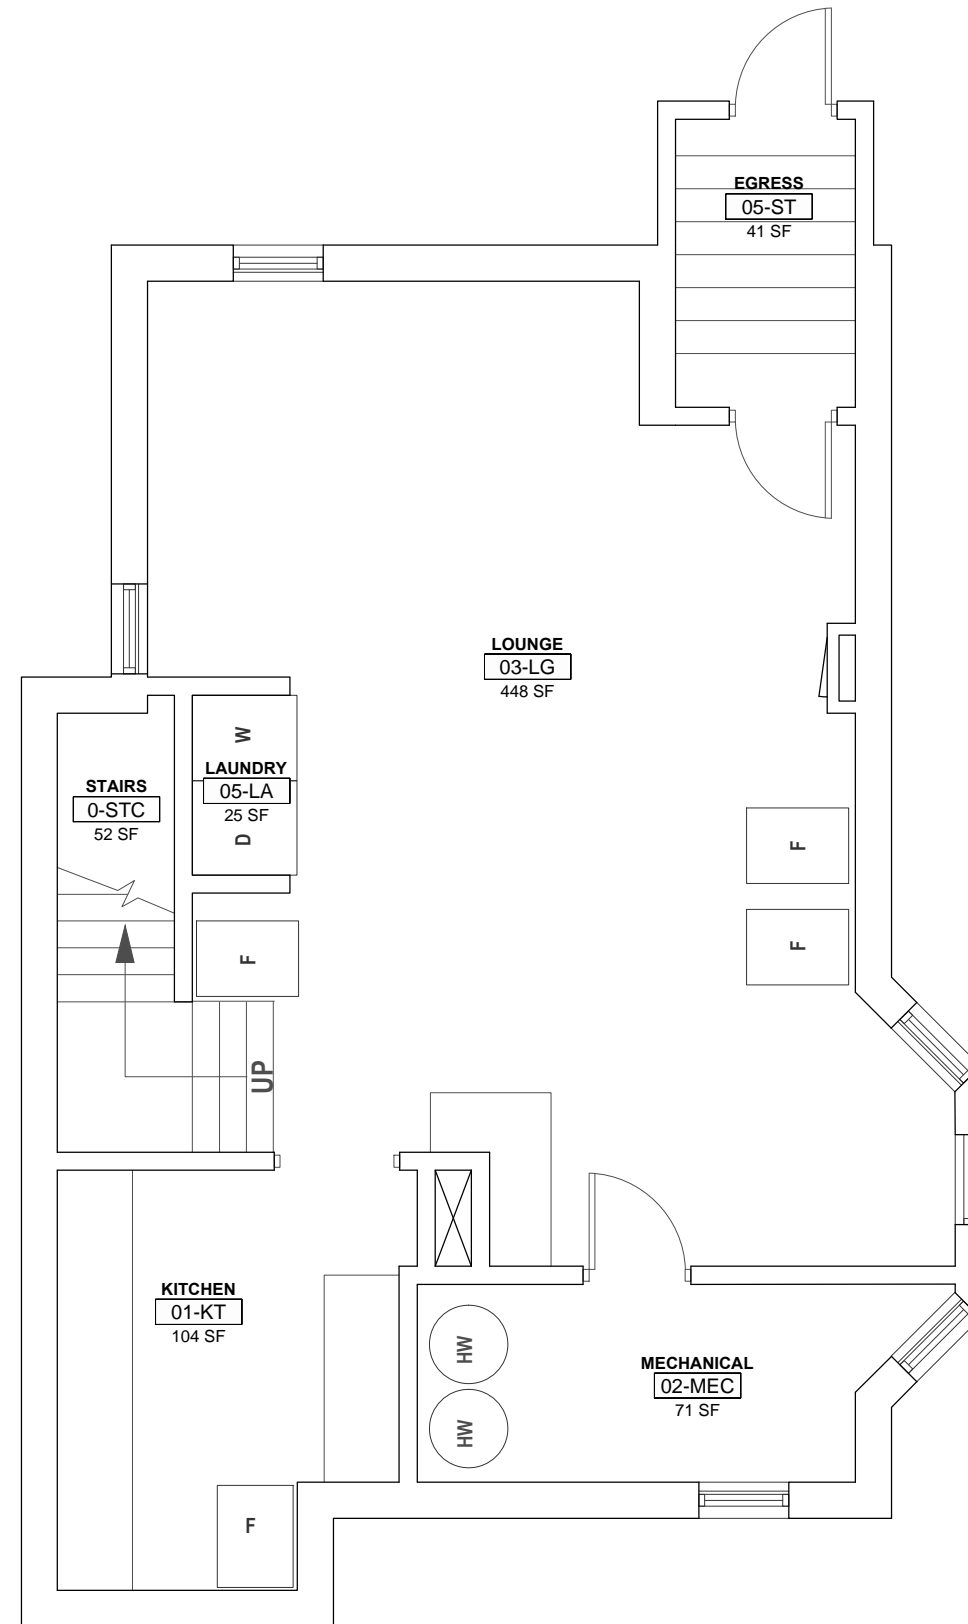 EGRESS
05-ST
41 SF
LOUNGE
03-LG
448 SF
W
LAUNDRY
05-LA
25 SF
D
STAIRS
0-STC
52 SF
F
F
F
UP
KITCHEN
01-KT
104 SF
HW
HW
MECHANICAL
02-MEC
71 SF
F